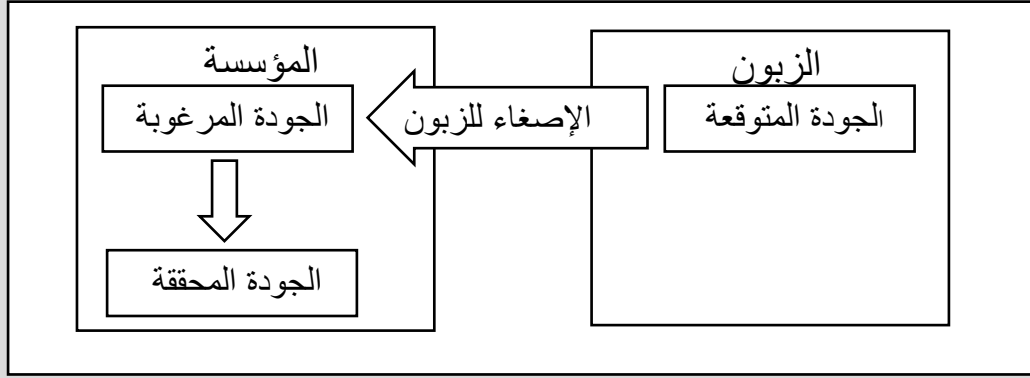 الزبون
الجودة المتوقعة
الإصغاء للزبون
المؤسسة
الجودة المرغوبة
الجودة المحققة